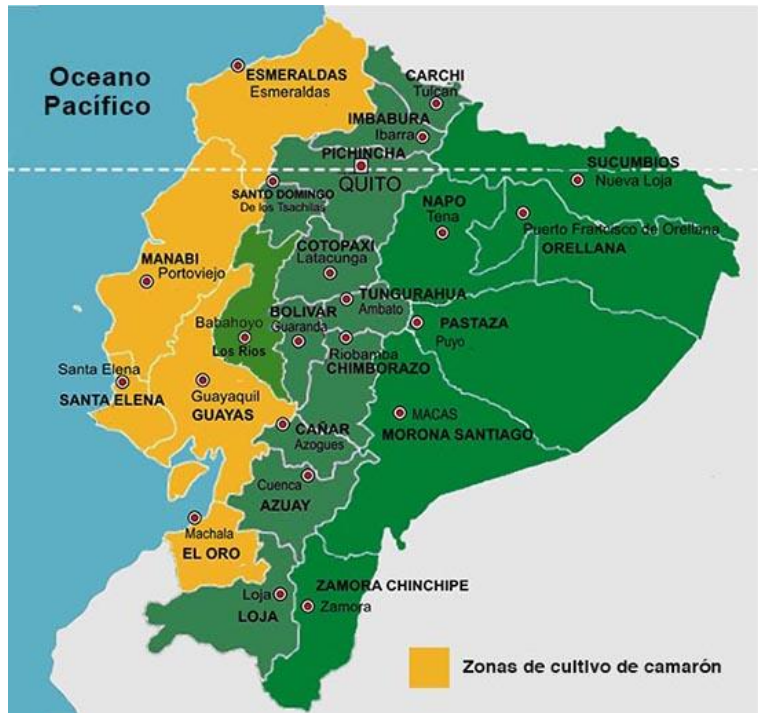 Oceano
Pacífico
ESMERALDAS
Esmeraldas
CARCHI
Tulcan
IMBABURA
Ibarra
PICHINCHA
QUITO
SUCUMBIOS
Nueva Loja
SANTO DOMINGO
De los Tsachilas
NAPO
Tena
Puerto Francisco de Orellana
ORELLANA
COTOPAXI
Latacunga
MANABI
Portoviejo
TUNGURAHUA
Ambato
BOLIVAR
Guaranda
PASTAZA
Puyo
Babahoyo
Los Rios
Riobamba
CHIMBORAZO
Santa Elena
SANTA ELENA
Guayaquil
GUAYAS
MACAS
MORONA SANTIAGO
CAÑAR
Azogues
Cuenca
AZUAY
Machala
EL ORO
ZAMORA CHINCHIPE
Zamora
Loja
LOJA
Zonas de cultivo de camarón